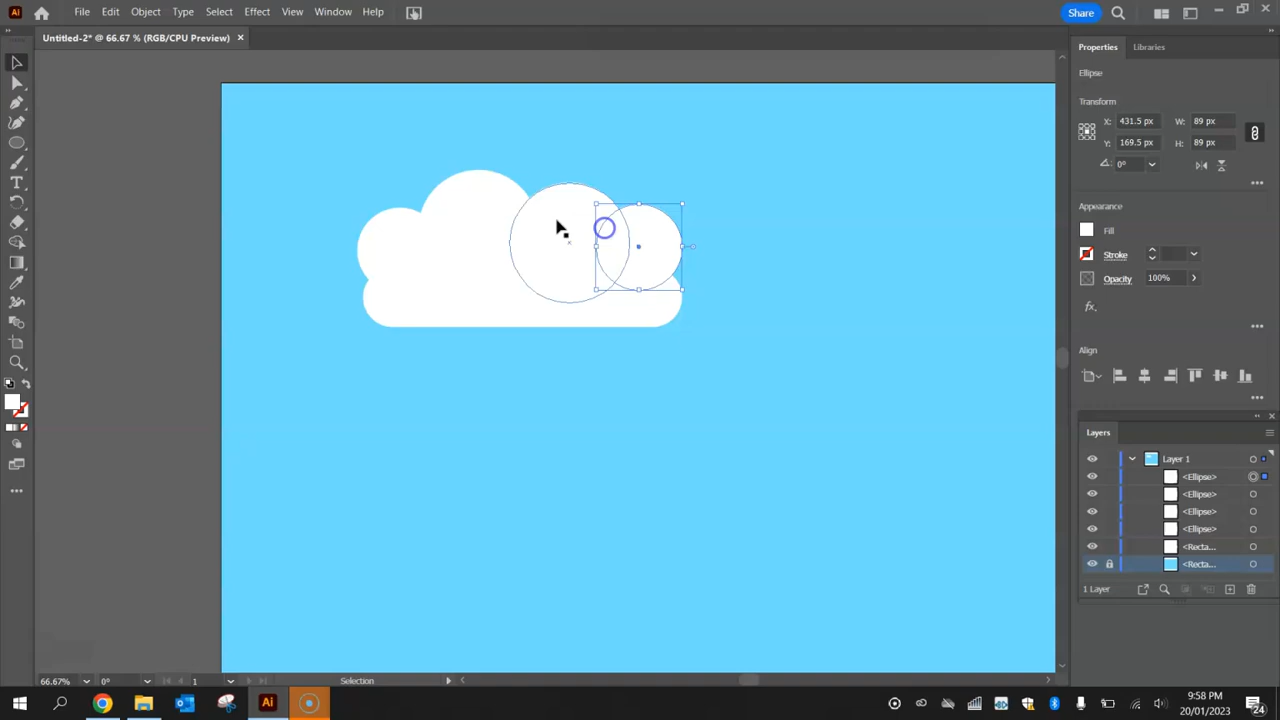 Ai File Edit Object Type Select Effect View Window Help Share
Untitled-2* @ 66.67 % (RGB/CPU Preview) ×
Properties Libraries
Ellipse
Transform
X: 431.5 px W: 89 px
Y: 169.5 px H: 89 px
0°
Appearance
Fill
Stroke
Opacity 100%
fx.
Align
Layers
Layer 1
<Ellipse>
<Ellipse>
<Ellipse>
<Ellipse>
<Recta...
<Recta...
1 Layer
66.67% 0° 1 Selection
Ai
9:58 PM
20/01/2023
24